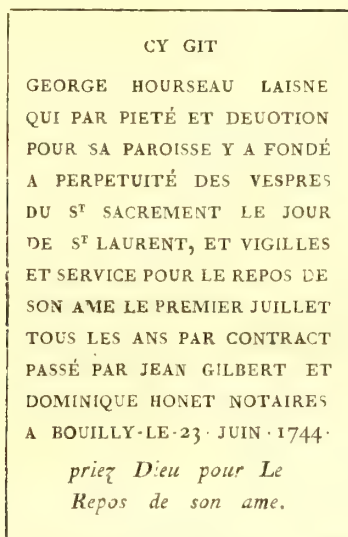 CY GIT
GEORGE HOURSEAU LAISNE
QUI PAR PIETÉ ET DEUOTION
POUR SA PAROISSE Y A FONDÉ
A PERPETUITÉ DES VESPRES
DU Sᵀ SACREMENT LE JOUR
DE Sᵀ LAURENT, ET VIGILLES
ET SERVICE POUR LE REPOS DE
SON AME LE PREMIER JUILLET
TOUS LES ANS PAR CONTRACT
PASSÉ PAR JEAN GILBERT ET
DOMINIQUE HONET NOTAIRES
A BOUILLY-LE-23· JUIN·1744·
priez Dieu pour Le
Repos de son ame.